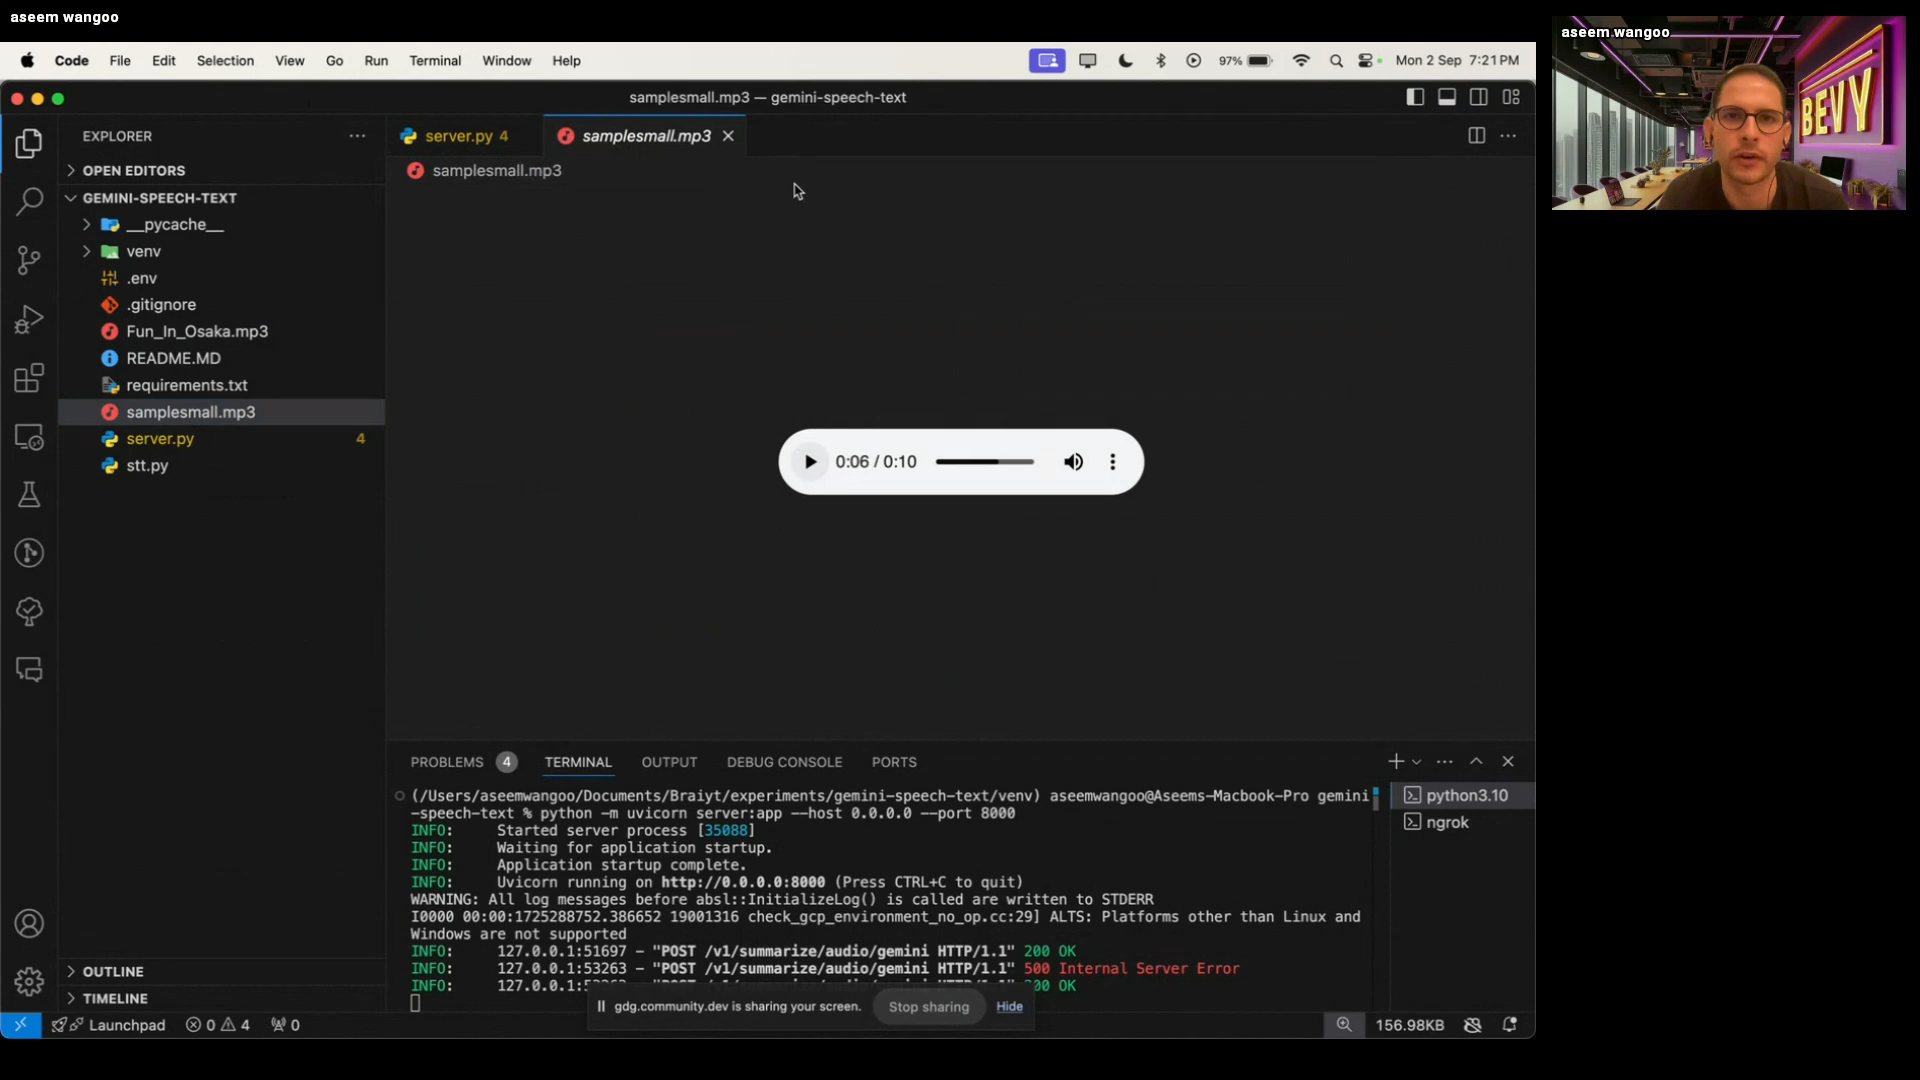 aseem wangoo
aseem wangoo
BEVY
Code File Edit Selection View Go Run Terminal Window Help
97% Mon 2 Sep 7:21 PM
samplesmall.mp3 — gemini-speech-text
EXPLORER
server.py 4
samplesmall.mp3
samplesmall.mp3
OPEN EDITORS
GEMINI-SPEECH-TEXT
__pycache__
venv
.env
.gitignore
Fun_In_Osaka.mp3
README.MD
requirements.txt
samplesmall.mp3
server.py 4
stt.py
0:06 / 0:10
PROBLEMS 4 TERMINAL OUTPUT DEBUG CONSOLE PORTS
(/Users/aseemwangoo/Documents/Braiyt/experiments/gemini-speech-text/venv) aseemwangoo@Aseems-Macbook-Pro gemini
-speech-text % python -m uvicorn server:app --host 0.0.0.0 --port 8000
INFO: Started server process [35088]
INFO: Waiting for application startup.
INFO: Application startup complete.
INFO: Uvicorn running on http://0.0.0.0:8000 (Press CTRL+C to quit)
WARNING: All log messages before absl::InitializeLog() is called are written to STDERR
I0000 00:00:1725288752.386652 19001316 check_gcp_environment_no_op.cc:29] ALTS: Platforms other than Linux and
Windows are not supported
INFO: 127.0.0.1:51697 - "POST /v1/summarize/audio/gemini HTTP/1.1" 200 OK
INFO: 127.0.0.1:53263 - "POST /v1/summarize/audio/gemini HTTP/1.1" 500 Internal Server Error
INFO: 127.0.0.1: 200 OK
python3.10
ngrok
gdg.community.dev is sharing your screen. Stop sharing Hide
OUTLINE
TIMELINE
Launchpad 0 4 0
156.98KB